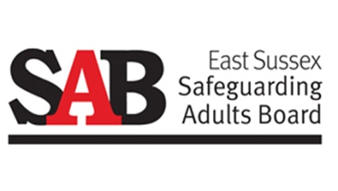 SAB
East Sussex
Safeguarding
Adults Board